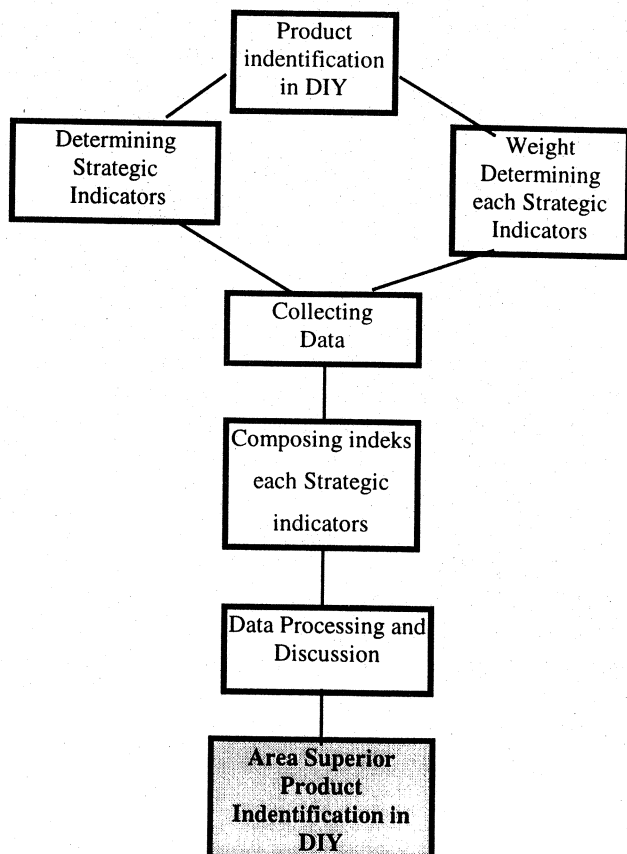 Product
indentification
in DIY
Determining
Strategic
Indicators
Weight
Determining
each Strategic
Indicators
Collecting
Data
Composing indeks
each Strategic
indicators
Data Processing and
Discussion
Area Superior
Product
Indentification in
DIY